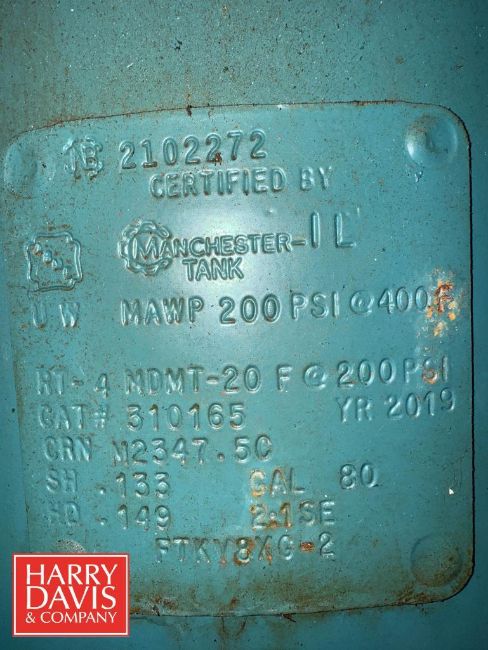 NB 2102272
CERTIFIED BY
MANCHESTER-IL
TANK
U W MAWP 200 PSI @ 400 F
RT-4 MDMT-20 F @ 200 PSI
CAT# 310165 YR 2019
CRN M2347.5C
SH .133 GAL 80
HD .149 2:1SE
HARRY
DAVIS
& COMPANY